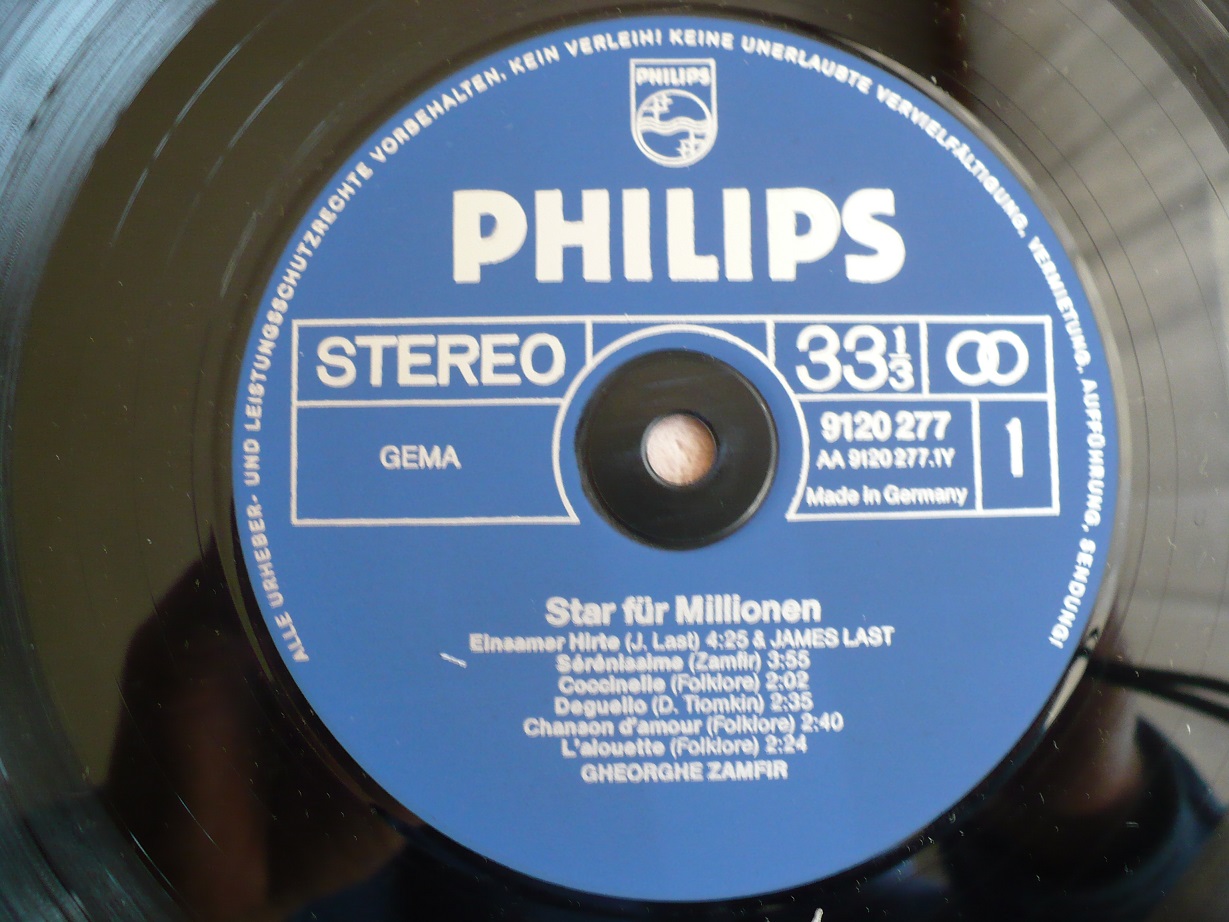 ALLE URHEBER- UND LEISTUNGSSCHUTZRECHTE VORBEHALTEN. KEIN VERLEIH! KEINE UNERLAUBTE VERVIELFÄLTIGUNG, VERMIETUNG, AUFFÜHRUNG, SENDUNG!
PHILIPS
PHILIPS
STEREO
33 1/3
GEMA
9120 277
AA 9120 277.1Y
Made in Germany
1
Star für Millionen
Einsamer Hirte (J. Last) 4:25 & JAMES LAST
Sérénissime (Zamfir) 3:55
Coccinelle (Folklore) 2:02
Deguello (D. Tiomkin) 2:35
Chanson d'amour (Folklore) 2:40
L'alouette (Folklore) 2:24
GHEORGHE ZAMFIR